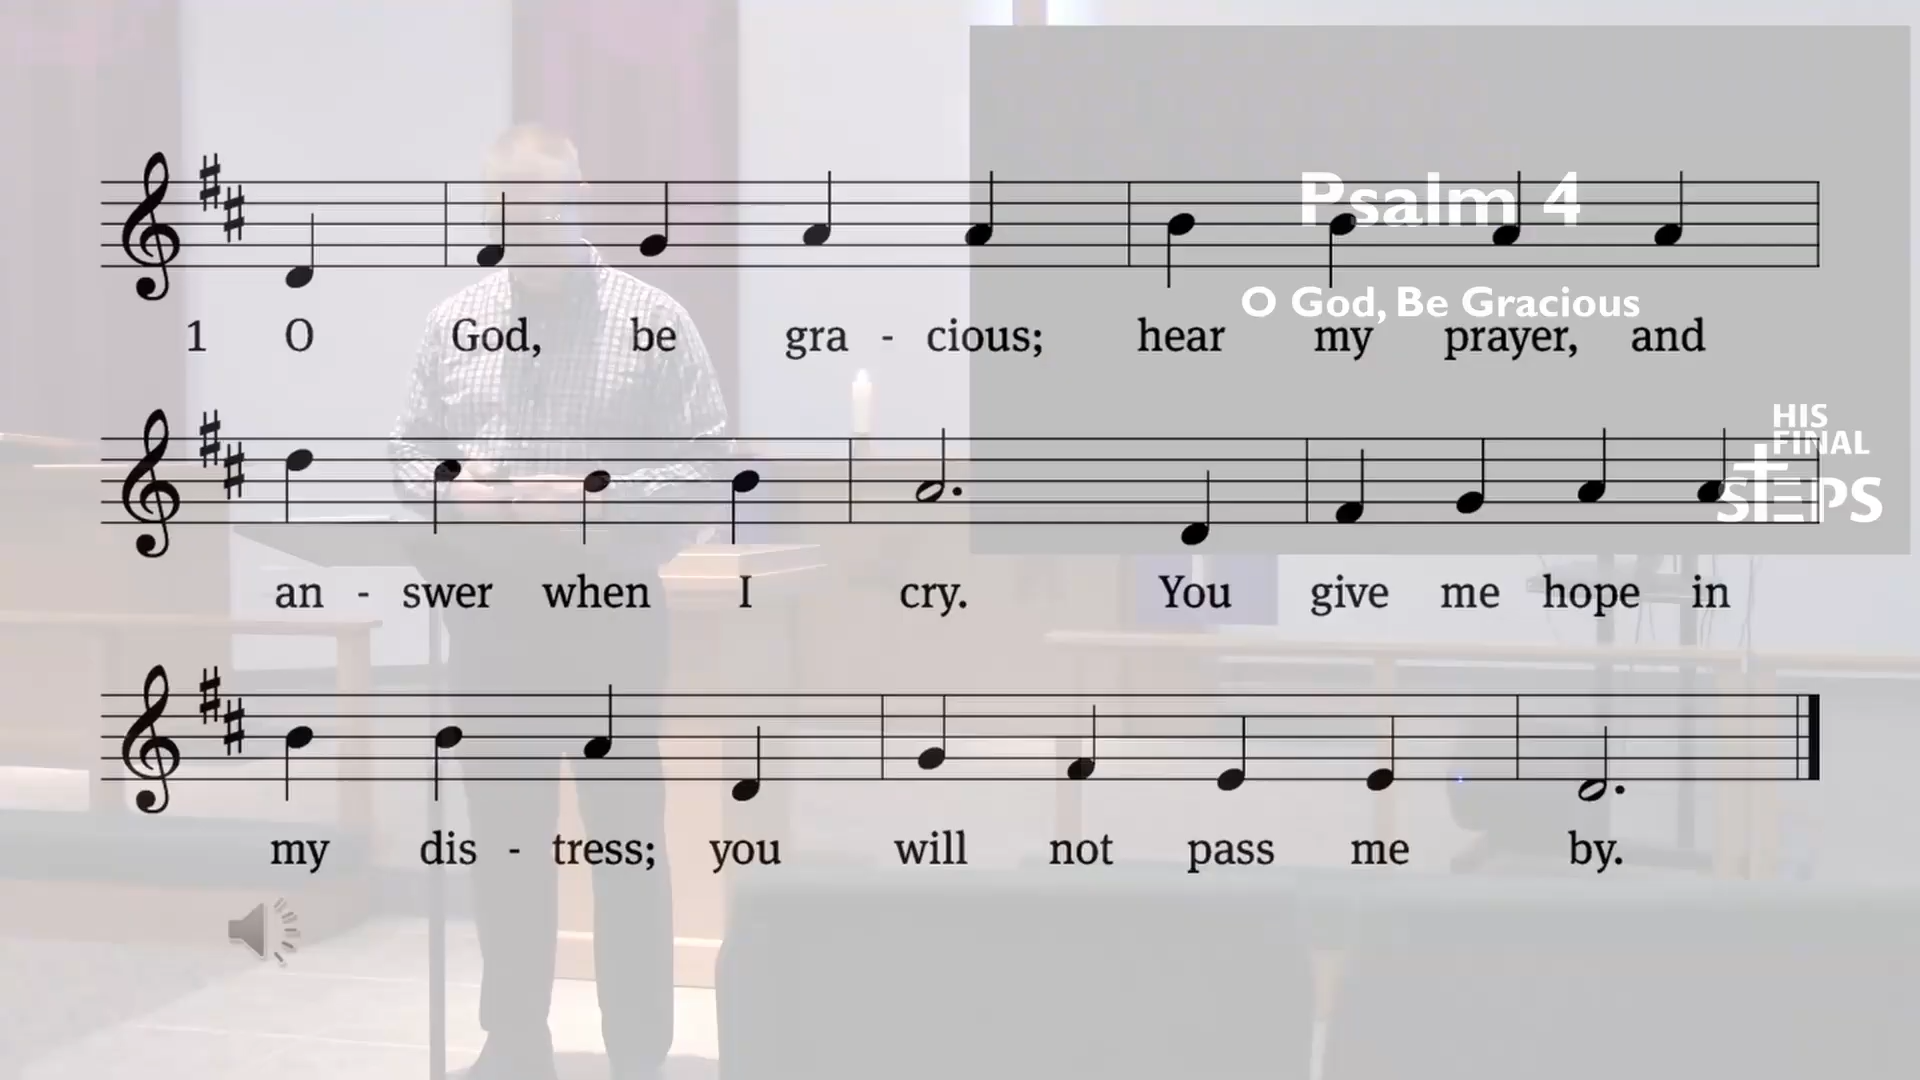 Psalm 4
O God, Be Gracious
1 O God, be gra - cious; hear my prayer, and
HIS
FINAL
STEPS
an - swer when I cry. You give me hope in
my dis - tress; you will not pass me by.